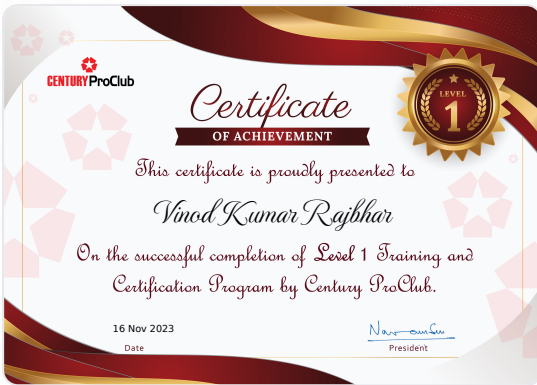 CENTURY ProClub
LEVEL
1
Certificate
OF ACHIEVEMENT
This certificate is proudly presented to
Vinod Kumar Rajbhar
On the successful completion of Level 1 Training and
Certification Program by Century ProClub.
16 Nov 2023
Date
President